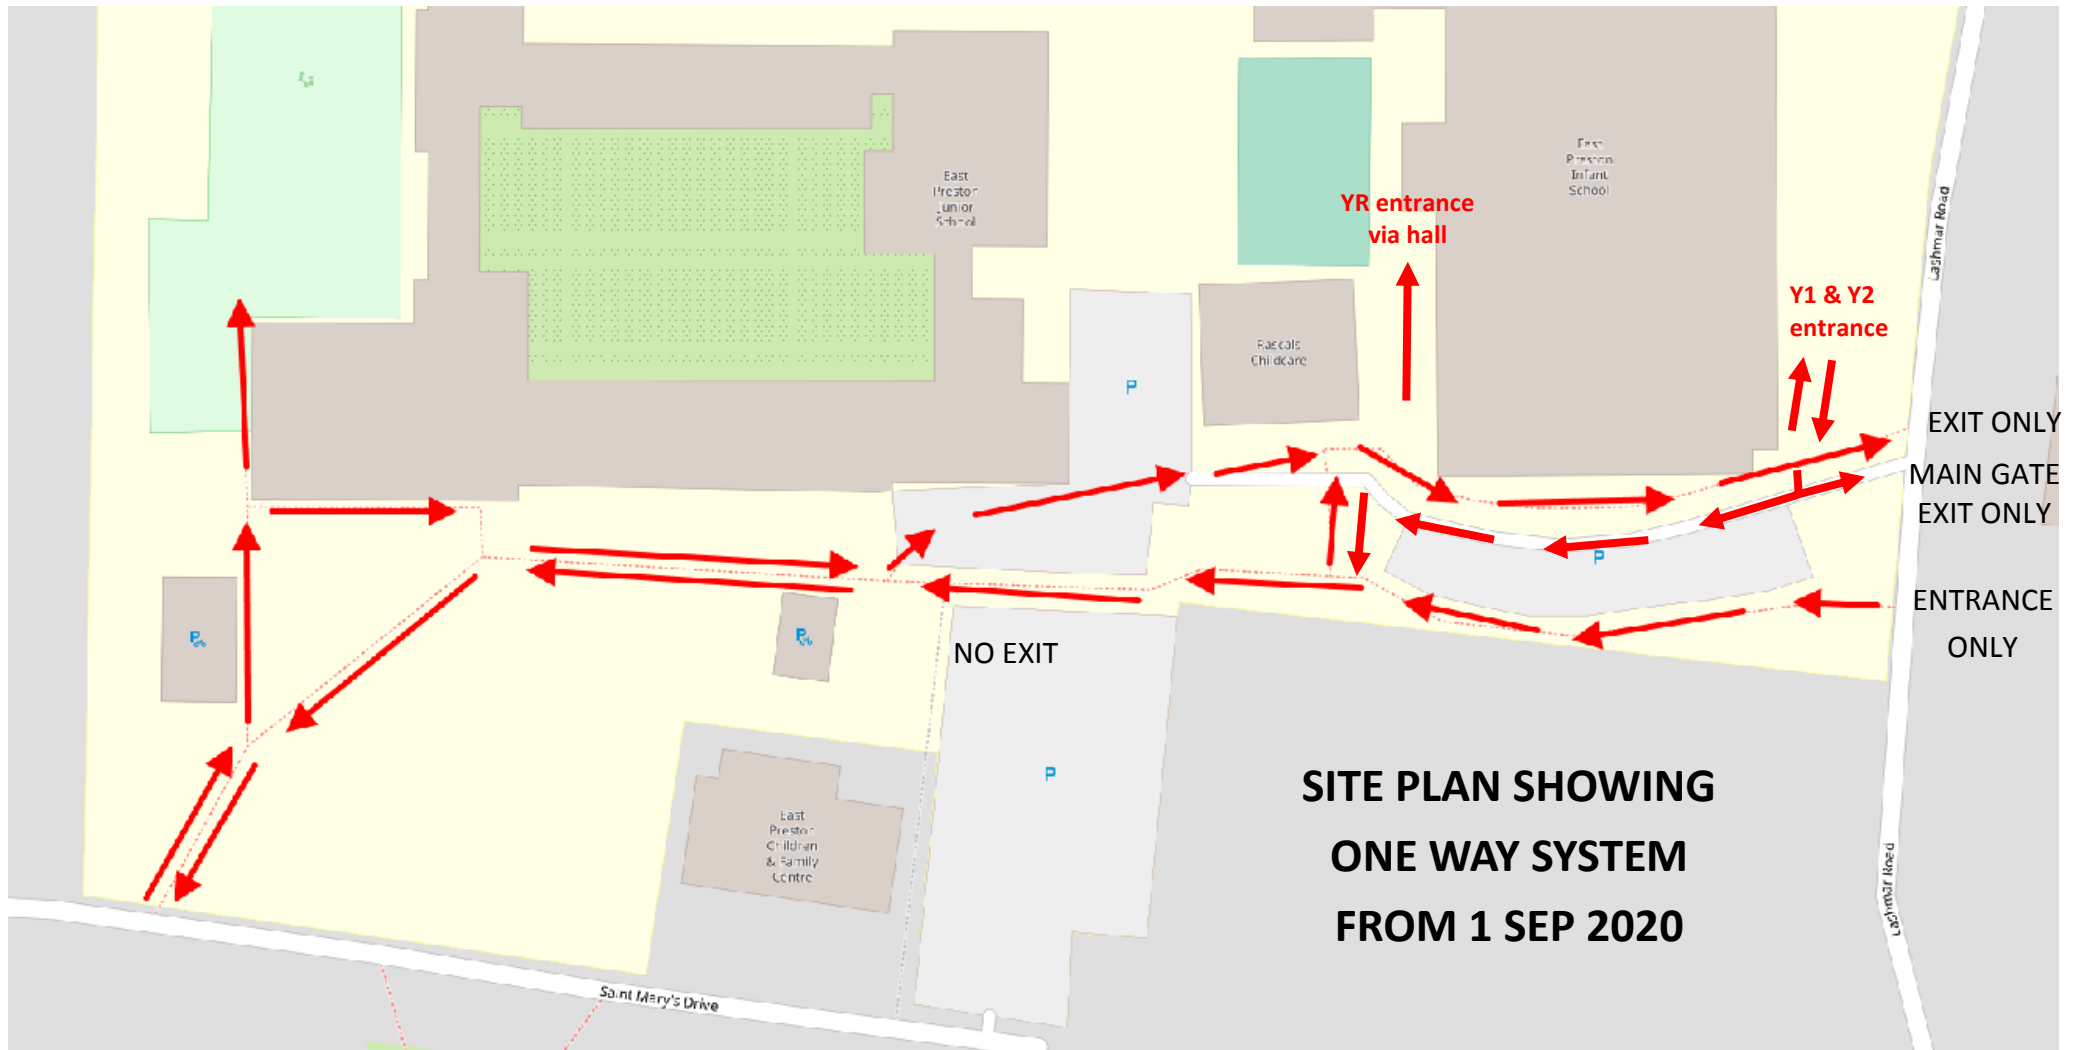 East
Preston
Junior
School
East
Preston
Infant
School
YR entrance
via hall
Lashmar Road
Y1 & Y2
entrance
Rascals
Childcare
P
EXIT ONLY
MAIN GATE
EXIT ONLY
P
ENTRANCE
ONLY
P
P
NO EXIT
P
East
Preston
Children
& Family
Centre
SITE PLAN SHOWING
ONE WAY SYSTEM
FROM 1 SEP 2020
Lashmar Road
Saint Mary's Drive